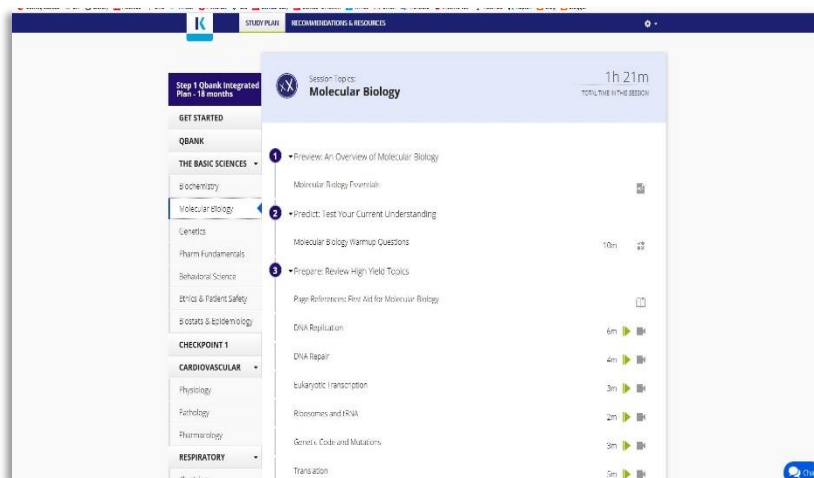 K
STUDY PLAN
RECOMMENDATIONS & RESOURCES
Step 1 Qbank Integrated
Plan - 18 months
GET STARTED
QBANK
THE BASIC SCIENCES
Biochemistry
Molecular Biology
Genetics
Pharm Fundamentals
Behavioral Science
Ethics & Patient Safety
Biostats & Epidemiology
CHECKPOINT 1
CARDIOVASCULAR
Physiology
Pathology
Pharmacology
RESPIRATORY
Session Topics:
Molecular Biology
1h 21m
TOTAL TIME IN THE SESSION
1 Preview: An Overview of Molecular Biology
Molecular Biology Essentials
2 Predict: Test Your Current Understanding
Molecular Biology Warmup Questions 10m
3 Prepare: Review High Yield Topics
Page References: First Aid for Molecular Biology
DNA Replication 6m
DNA Repair 4m
Eukaryotic Transcription 3m
Ribosomes and tRNA 2m
Genetic Code and Mutations 3m
Translation 5m